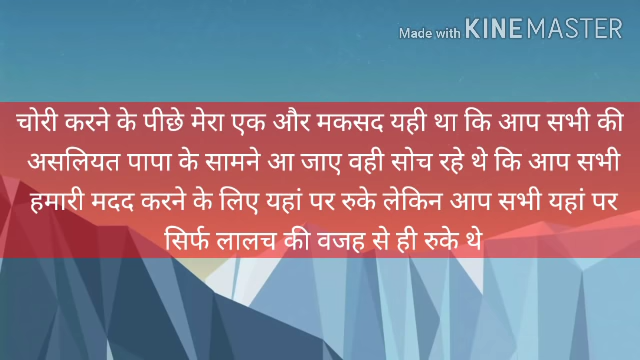 Made with KINEMASTER
चोरी करने के पीछे मेरा एक और मकसद यही था कि आप सभी की
असलियत पापा के सामने आ जाए वही सोच रहे थे कि आप सभी
हमारी मदद करने के लिए यहां पर रुके लेकिन आप सभी यहां पर
सिर्फ लालच की वजह से ही रुके थे